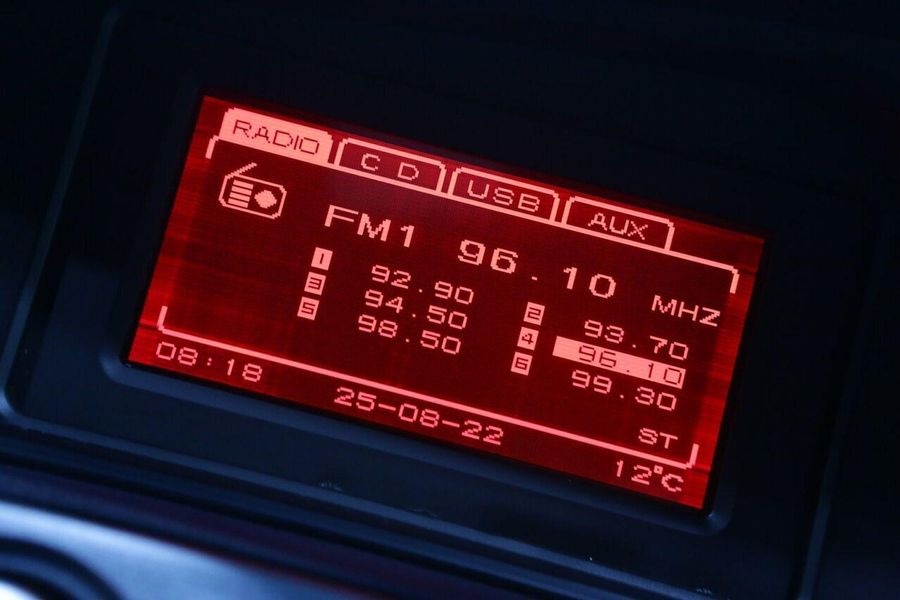 RADIO CD USB AUX
FM1 96.10 MHZ
1 92.90 2 93.70
3 94.50 4 96.10
5 98.50 6 99.30
ST
08:18 25-08-22 12°C